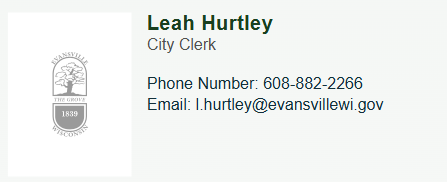 Leah Hurtley
City Clerk
Phone Number: 608-882-2266
Email: l.hurtley@evansvillewi.gov
EVANSVILLE
THE GROVE
1839
WISCONSIN